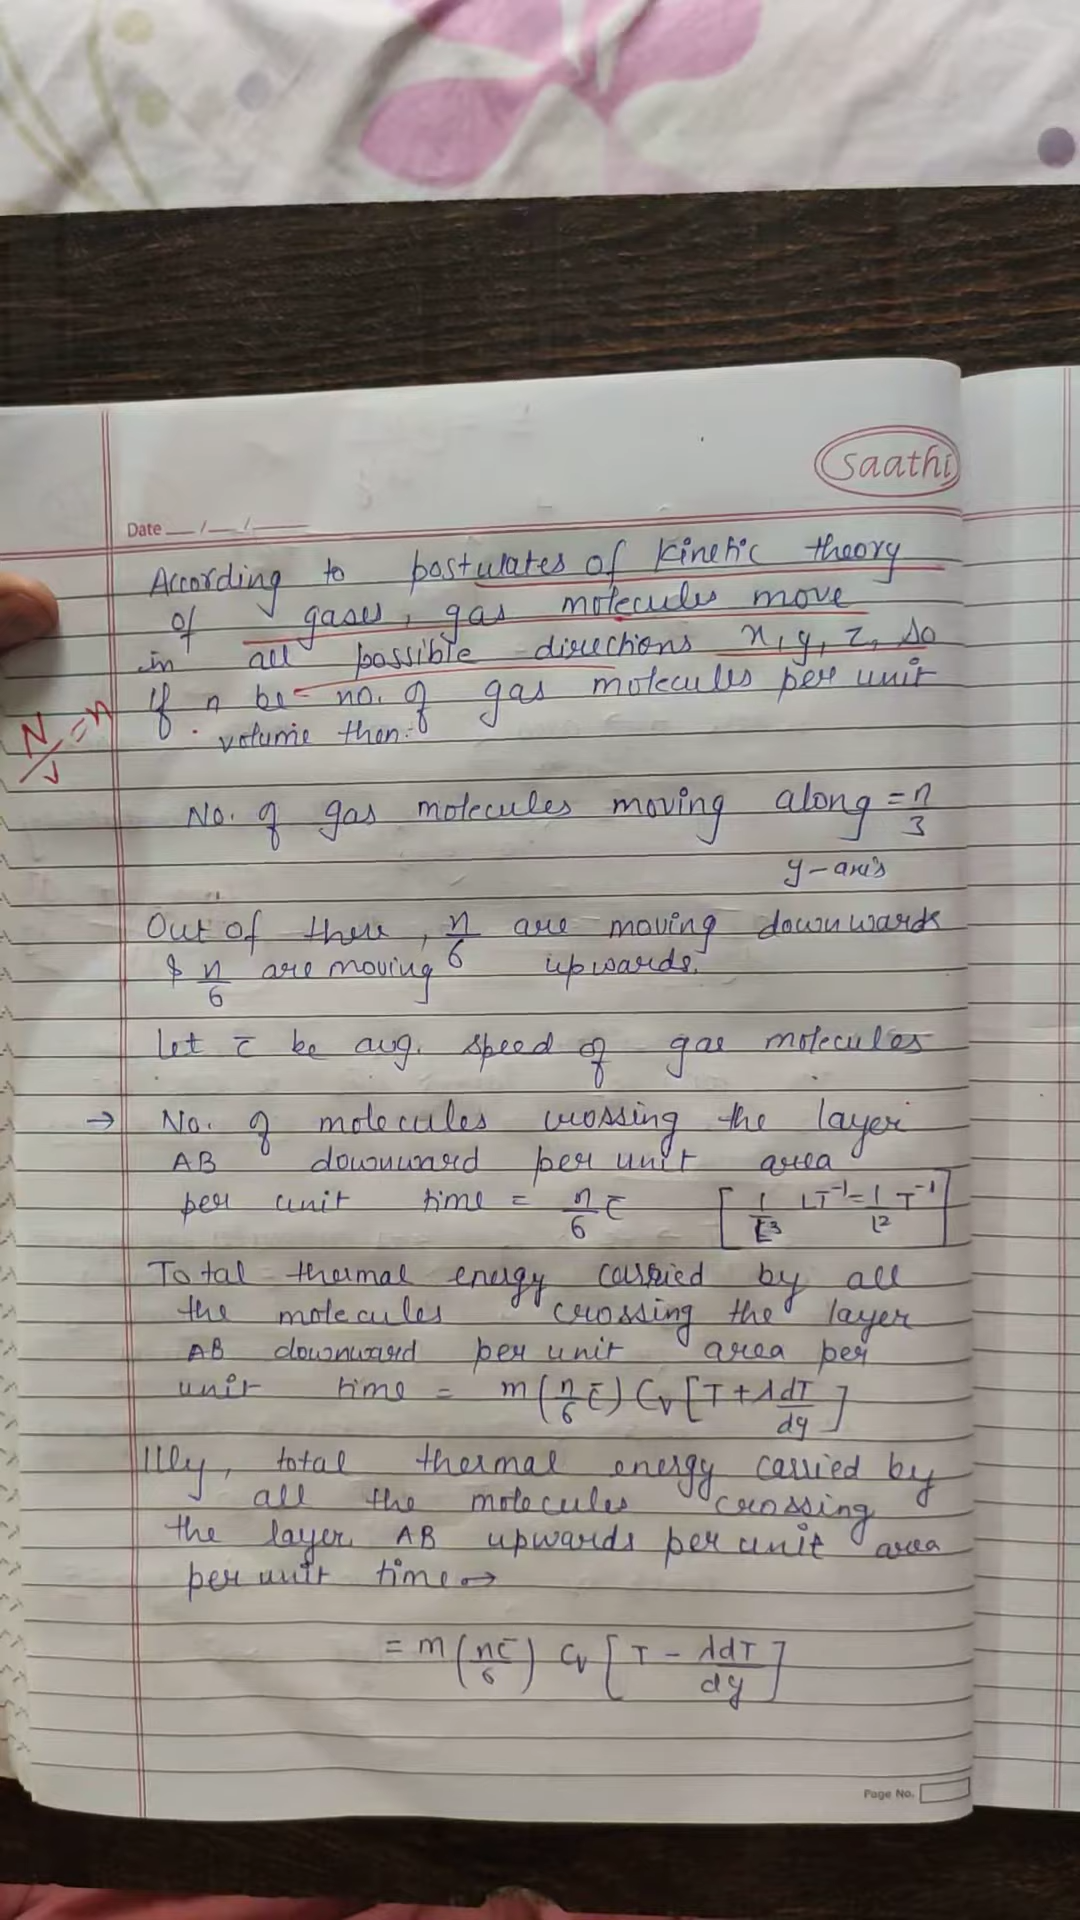 Saathi
Date __/__/____
According to postulates of kinetic theory
of gases, gas molecules move
in all possible directions x, y, z, so
If n be no. of gas molecules per unit
volume then:-
N/V = n
No. of gas molecules moving along = n/3
y-axis
Out of there, n/6 are moving downwards
& n/6 are moving upwards.
Let c̄ be avg. speed of gas molecules
→ No. of molecules crossing the layer
AB downward per unit area
per unit time = n/6 c̄ [1/L³ LT⁻¹ = 1/L² T⁻¹]
Total thermal energy carried by all
the molecules crossing the layer
AB downward per unit area per
unit time = m(n/6 c̄) Cv [T + λdT/dy]
Illy, total thermal energy carried by
all the molecules crossing
the layer AB upwards per unit area
per unit time →
= m(nc̄/6) Cv [T - λdT/dy]
Page No.